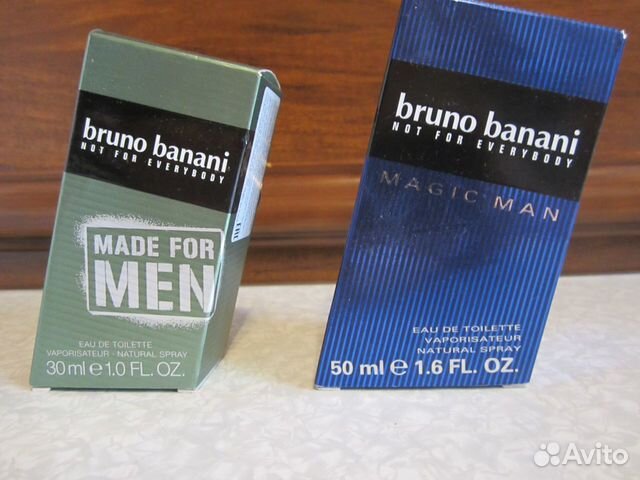 bruno banani
NOT FOR EVERYBODY
MADE FOR
MEN
EAU DE TOILETTE
VAPORISATEUR · NATURAL SPRAY
30 ml e 1.0 FL. OZ.
bruno banani
NOT FOR EVERYBODY
MAGIC MAN
EAU DE TOILETTE
VAPORISATEUR
NATURAL SPRAY
50 ml e 1.6 FL. OZ.
Avito